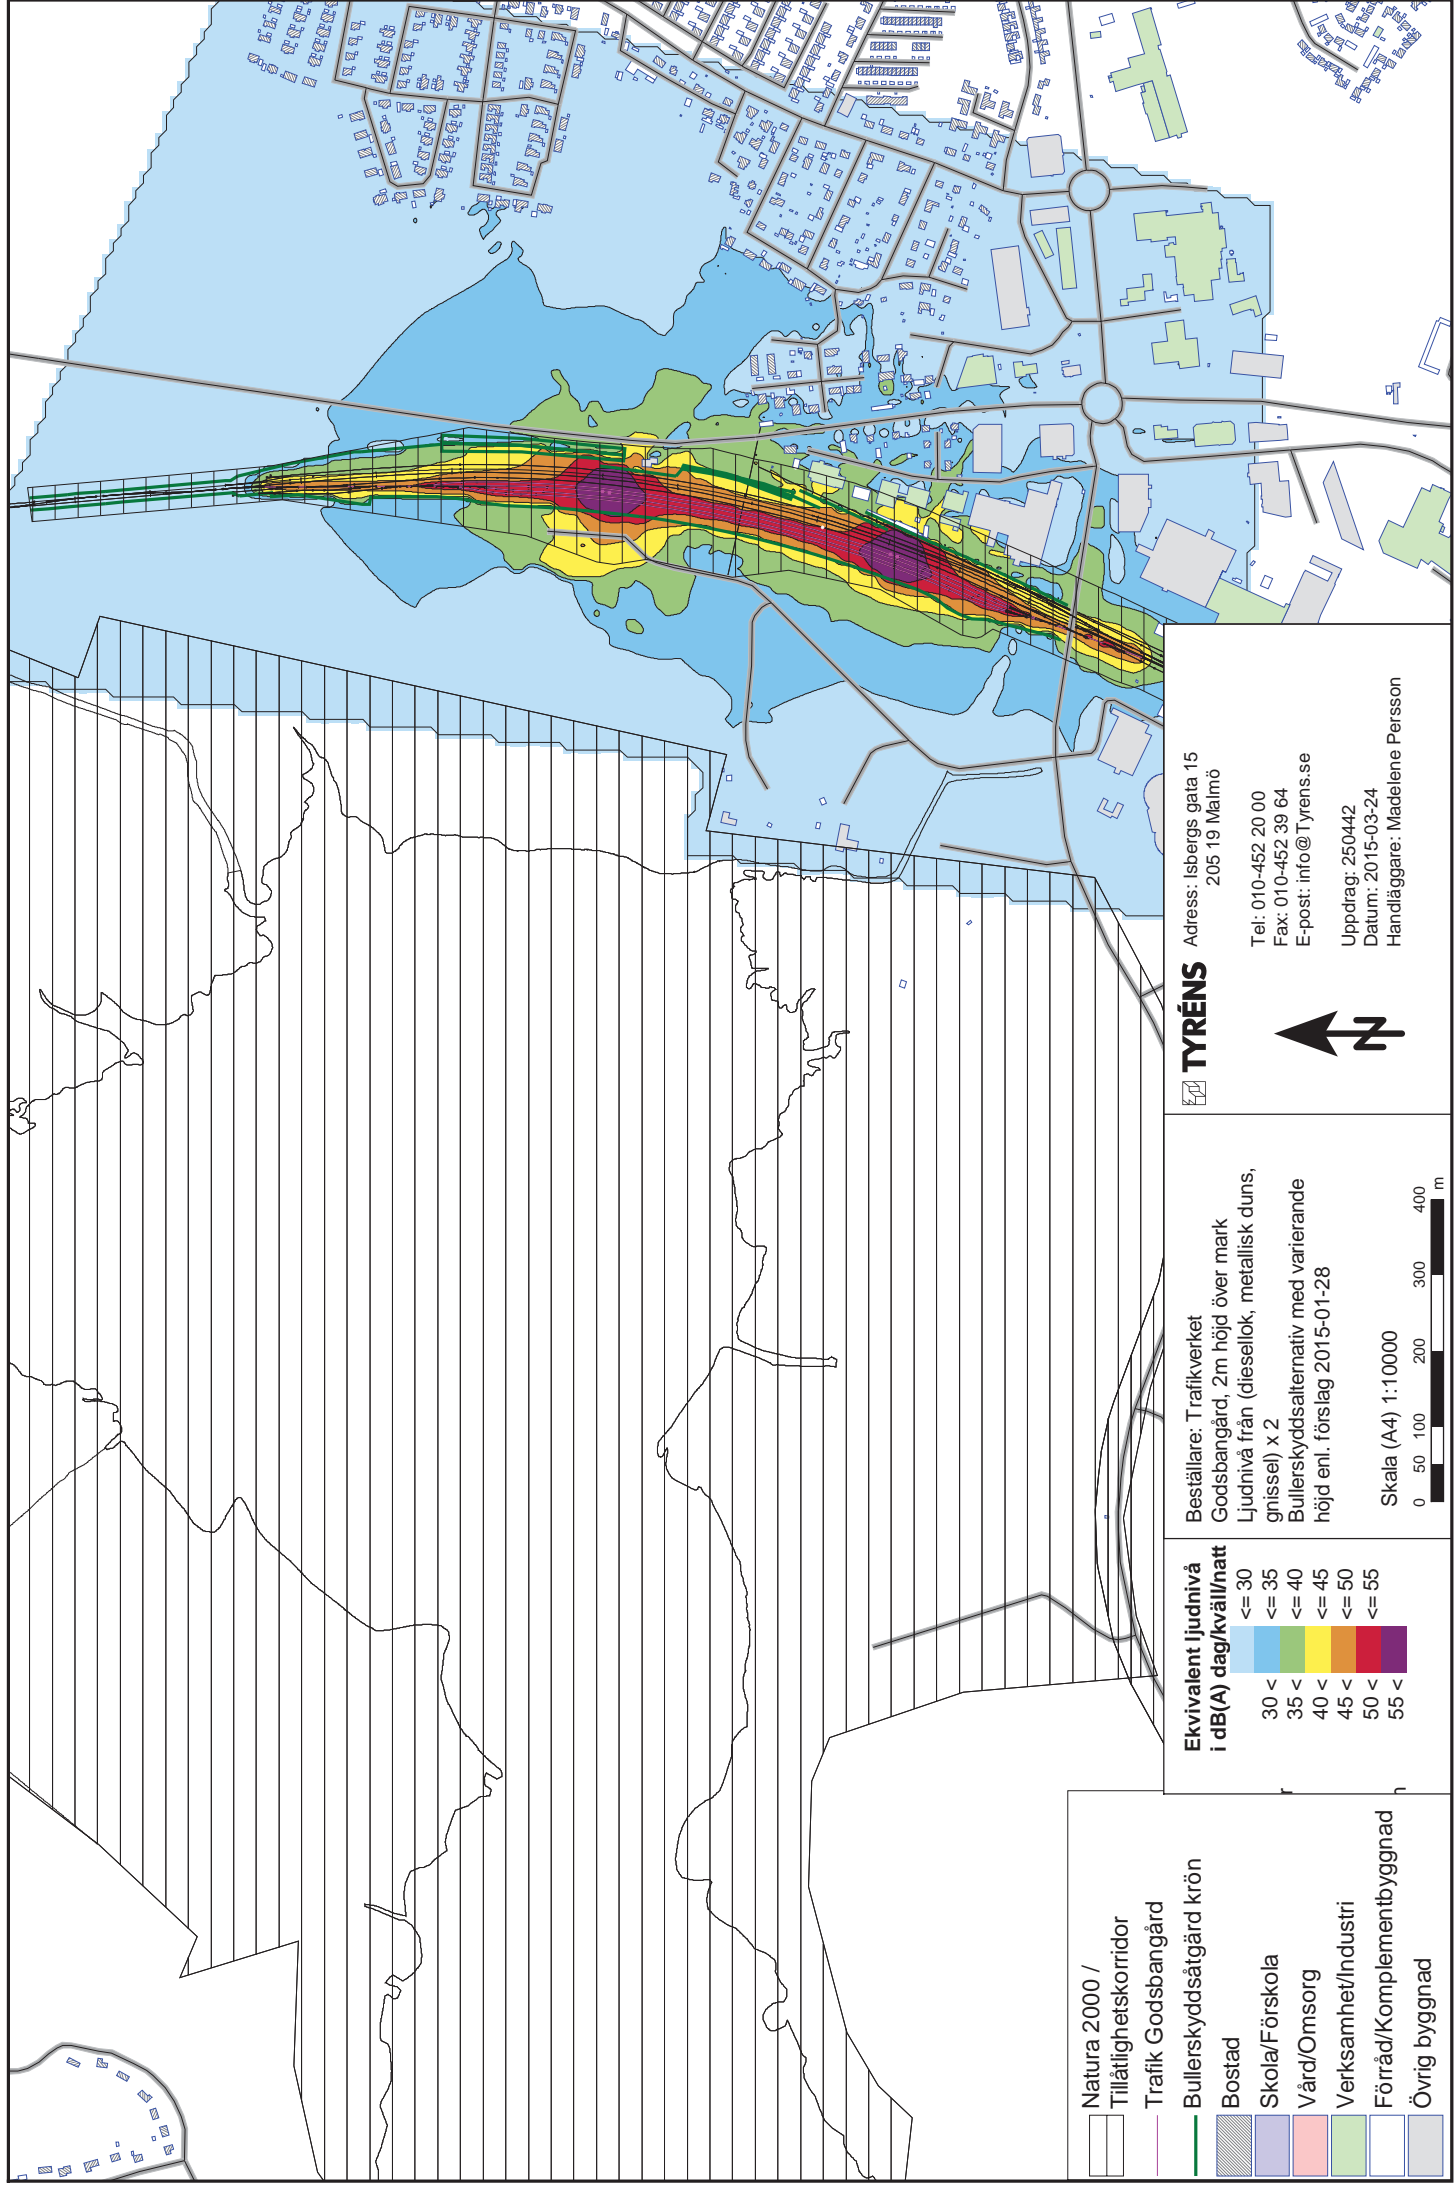 Natura 2000 /
Tillåtlighetskorridor
Trafik Godsbangård
Bullerskyddsåtgärd krön
Bostad
Skola/Förskola
Vård/Omsorg
Verksamhet/Industri
Förråd/Komplementbyggnad
Övrig byggnad
Ekvivalent ljudnivå
i dB(A) dag/kväll/natt
<= 30
30 < <= 35
35 < <= 40
40 < <= 45
45 < <= 50
50 < <= 55
55 <
Beställare: Trafikverket
Godsbangård, 2m höjd över mark
Ljudnivå från (diesellok, metallisk duns,
gnissel) x 2
Bullerskyddsalternativ med varierande
höjd enl. förslag 2015-01-28
Skala (A4) 1:10000
0 50 100 200 300 400
m
TYRÉNS
Adress: Isbergs gata 15
205 19 Malmö
Tel: 010-452 20 00
Fax: 010-452 39 64
E-post: info@Tyrens.se
Uppdrag: 250442
Datum: 2015-03-24
Handläggare: Madelene Persson
N